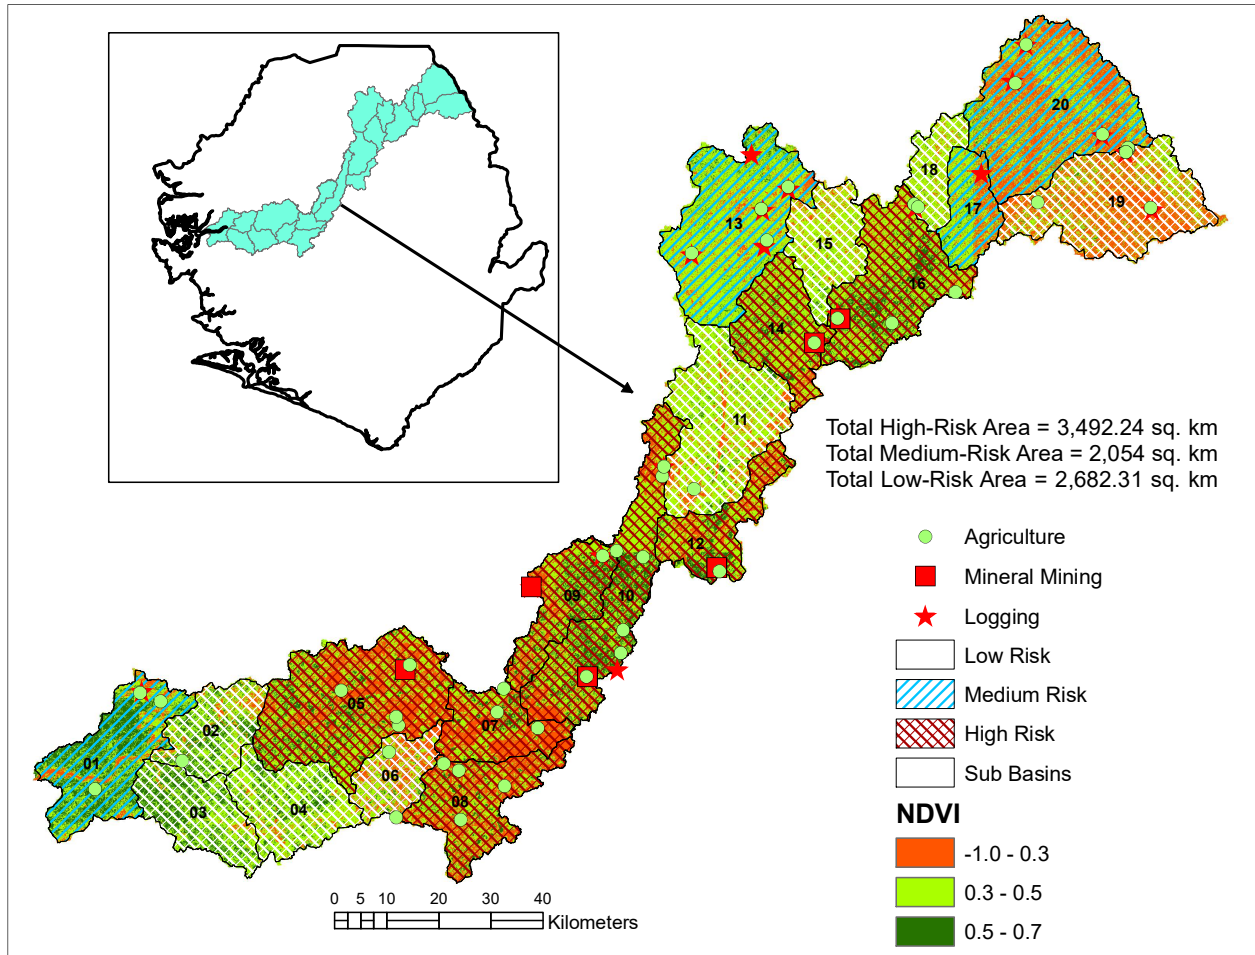 20
18
19
17
13
15
16
14
11
Total High-Risk Area = 3,492.24 sq. km
Total Medium-Risk Area = 2,054 sq. km
Total Low-Risk Area = 2,682.31 sq. km
12
10
09
Agriculture
Mineral Mining
Logging
Low Risk
Medium Risk
High Risk
Sub Basins
05
07
02
01
06
08
03
04
NDVI
-1.0 - 0.3
0.3 - 0.5
0.5 - 0.7
0 5 10 20 30 40
Kilometers